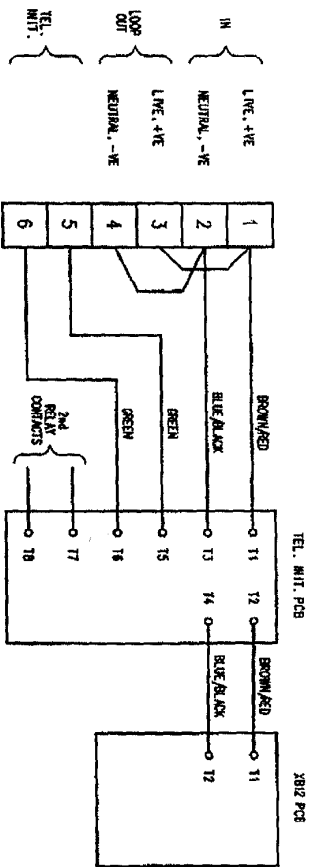 IN
LIVE, +VE
NEUTRAL, -VE
LOOP
OUT
LIVE, +VE
NEUTRAL, -VE
TEL.
INIT.
1
2
3
4
5
6
BROWN/RED
BLUE/BLACK
GREEN
GREEN
2nd
RELAY
CONTACTS
TEL. INIT. PCB
T1
T2
T3
T4
T5
T6
T7
T8
BROWN/RED
BLUE/BLACK
XB12 PCB
T1
T2